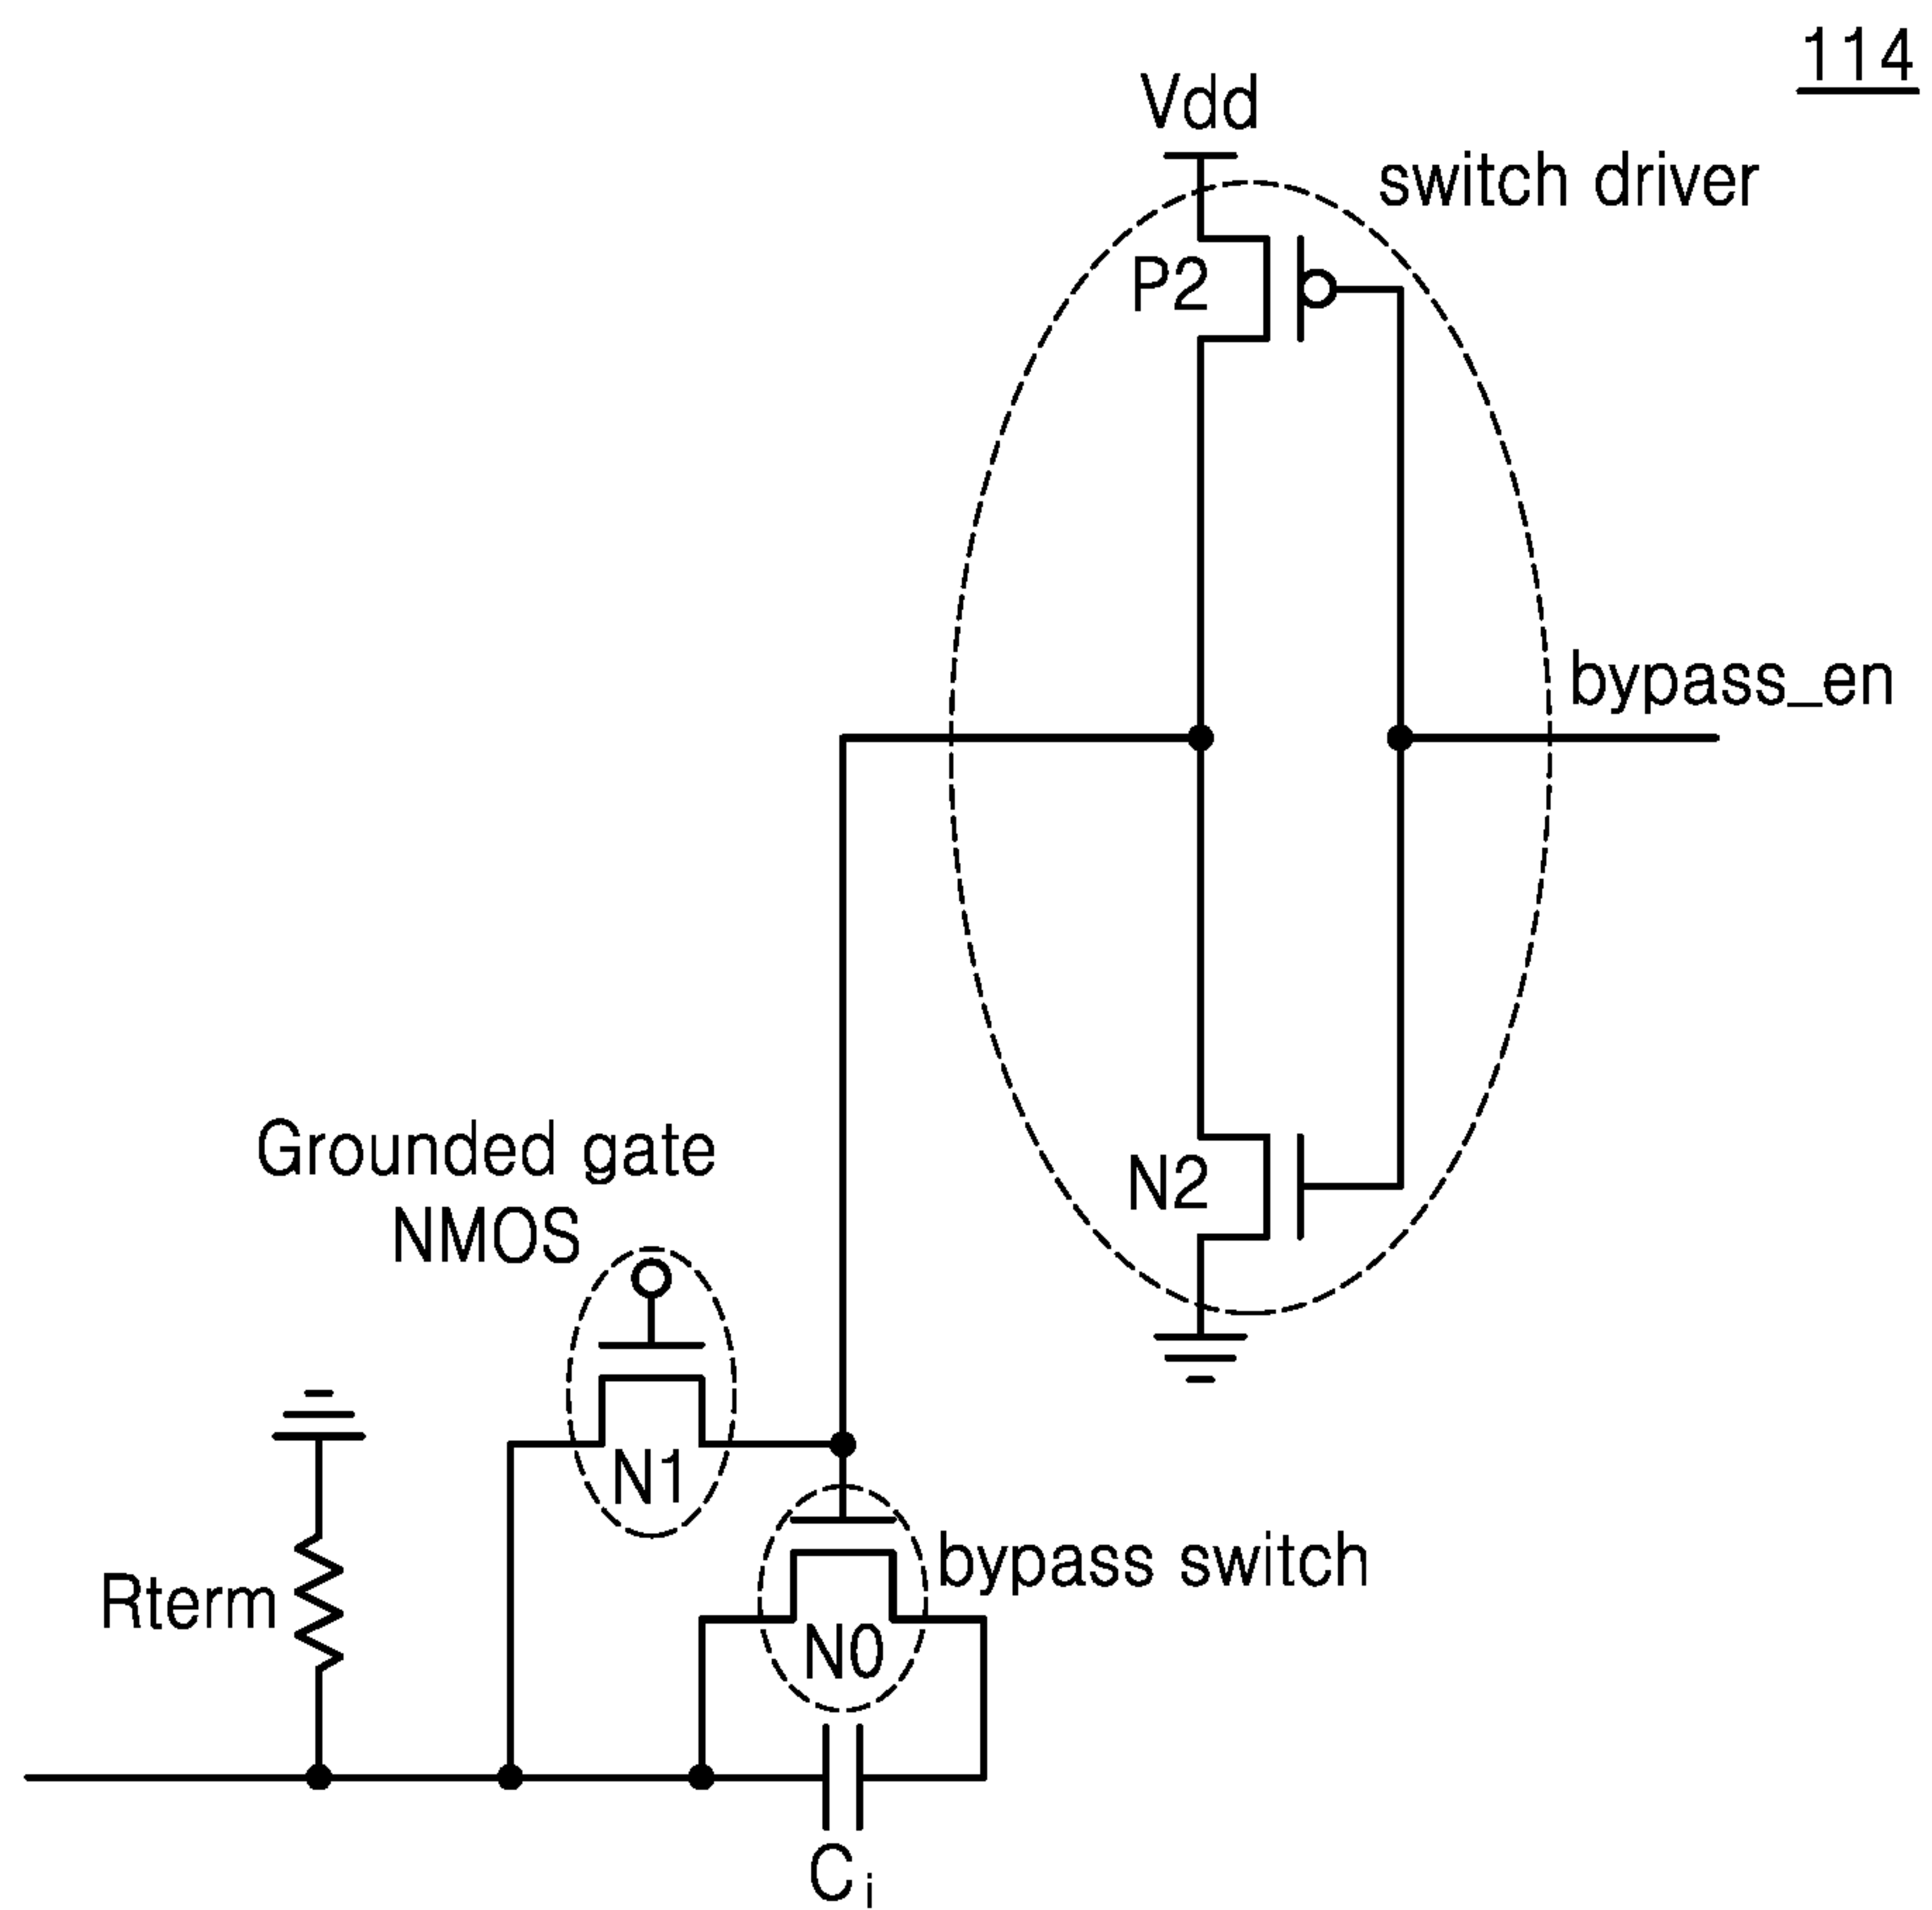 114
Vdd
switch driver
P2
bypass_en
Grounded gate
NMOS
N2
N1
Rterm
bypass switch
N0
Ci